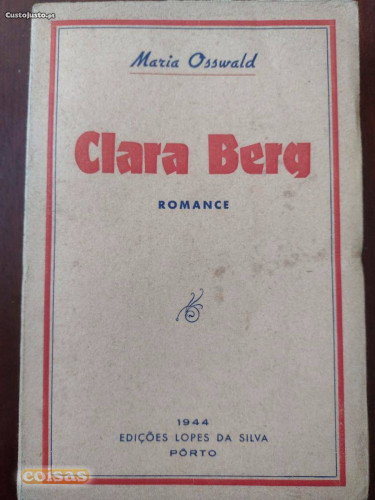 CustoJusto.pt
Maria Osswald
Clara Berg
ROMANCE
1944
EDIÇÕES LOPES DA SILVA
PÔRTO
coisas